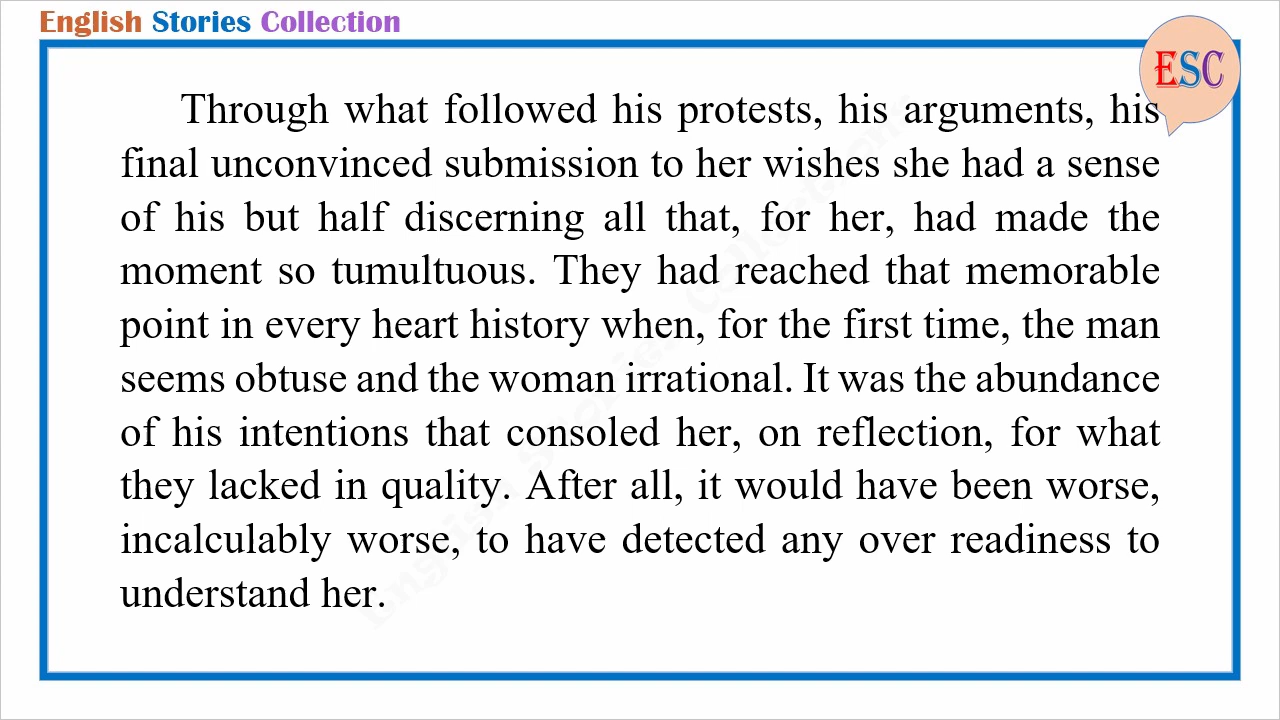 English Stories Collection
ESC
Through what followed his protests, his arguments, his
final unconvinced submission to her wishes she had a sense
of his but half discerning all that, for her, had made the
moment so tumultuous. They had reached that memorable
point in every heart history when, for the first time, the man
seems obtuse and the woman irrational. It was the abundance
of his intentions that consoled her, on reflection, for what
they lacked in quality. After all, it would have been worse,
incalculably worse, to have detected any over readiness to
understand her.
English Stories Collection